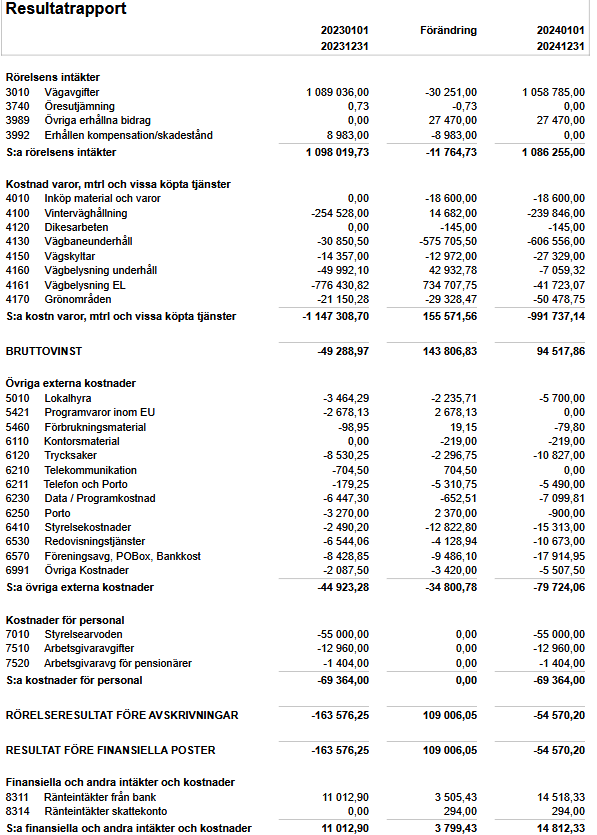 Resultatrapport
20230101 Förändring 20240101
20231231 20241231
Rörelsens intäkter
3010 Vägavgifter 1 089 036,00 -30 251,00 1 058 785,00
3740 Öresutjämning 0,73 -0,73 0,00
3989 Övriga erhållna bidrag 0,00 27 470,00 27 470,00
3992 Erhållen kompensation/skadestånd 8 983,00 -8 983,00 0,00
S:a rörelsens intäkter 1 098 019,73 -11 764,73 1 086 255,00
Kostnad varor, mtrl och vissa köpta tjänster
4010 Inköp material och varor 0,00 -18 600,00 -18 600,00
4100 Vinterväghållning -254 528,00 14 682,00 -239 846,00
4120 Dikesarbeten 0,00 -145,00 -145,00
4130 Vägbaneunderhåll -30 850,50 -575 705,50 -606 556,00
4150 Vägskyltar -14 357,00 -12 972,00 -27 329,00
4160 Vägbelysning underhåll -49 992,10 42 932,78 -7 059,32
4161 Vägbelysning EL -776 430,82 734 707,75 -41 723,07
4170 Grönområden -21 150,28 -29 328,47 -50 478,75
S:a kostn varor, mtrl och vissa köpta tjänster -1 147 308,70 155 571,56 -991 737,14
BRUTTOVINST -49 288,97 143 806,83 94 517,86
Övriga externa kostnader
5010 Lokalhyra -3 464,29 -2 235,71 -5 700,00
5421 Programvaror inom EU -2 678,13 2 678,13 0,00
5460 Förbrukningsmaterial -98,95 19,15 -79,80
6110 Kontorsmaterial 0,00 -219,00 -219,00
6120 Trycksaker -8 530,25 -2 296,75 -10 827,00
6210 Telekommunikation -704,50 704,50 0,00
6211 Telefon och Porto -179,25 -5 310,75 -5 490,00
6230 Data / Programkostnad -6 447,30 -652,51 -7 099,81
6250 Porto -3 270,00 2 370,00 -900,00
6410 Styrelsekostnader -2 490,20 -12 822,80 -15 313,00
6530 Redovisningstjänster -6 544,06 -4 128,94 -10 673,00
6570 Föreningsavg, POBox, Bankkost -8 428,85 -9 486,10 -17 914,95
6991 Övriga Kostnader -2 087,50 -3 420,00 -5 507,50
S:a övriga externa kostnader -44 923,28 -34 800,78 -79 724,06
Kostnader för personal
7010 Styrelsearvoden -55 000,00 0,00 -55 000,00
7510 Arbetsgivaravgifter -12 960,00 0,00 -12 960,00
7520 Arbetsgivaravg för pensionärer -1 404,00 0,00 -1 404,00
S:a kostnader för personal -69 364,00 0,00 -69 364,00
RÖRELSERESULTAT FÖRE AVSKRIVNINGAR -163 576,25 109 006,05 -54 570,20
RESULTAT FÖRE FINANSIELLA POSTER -163 576,25 109 006,05 -54 570,20
Finansiella och andra intäkter och kostnader
8311 Ränteintäkter från bank 11 012,90 3 505,43 14 518,33
8314 Ränteintäkter skattekonto 0,00 294,00 294,00
S:a finansiella och andra intäkter och kostnader 11 012,90 3 799,43 14 812,33